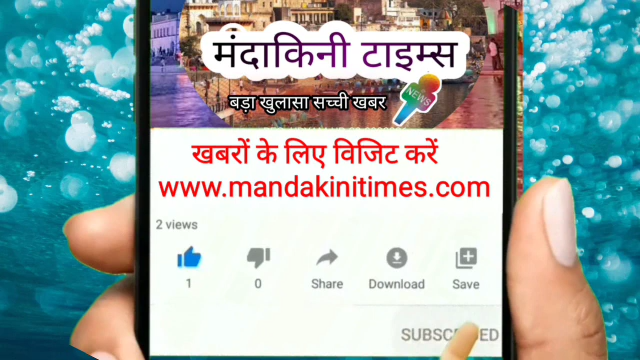 मंदाकिनी टाइम्स
बड़ा खुलासा सच्ची खबर
NEWS
खबरों के लिए विजिट करें
www.mandakinitimes.com
2 views
1
0
Share
Download
Save